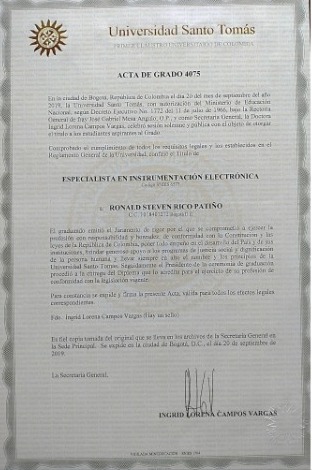 Universidad Santo Tomás
PRIMER CLAUSTRO UNIVERSITARIO DE COLOMBIA
ACTA DE GRADO 4075
En la ciudad de Bogotá, República de Colombia el día 20 del mes de septiembre del año
2019, la Universidad Santo Tomás, con autorización del Ministerio de Educación
Nacional, según Decreto Ejecutivo No. 1772 del 11 de julio de 1966, bajo la Rectoría
General de fray José Gabriel Mesa Angulo, O.P., y como Secretaria General, la Doctora
Ingrid Lorena Campos Vargas, celebró sesión solemne y pública con el objeto de otorgar
el título a los estudiantes aspirantes al Grado.
Comprobado el cumplimiento de todos los requisitos legales y los establecidos en el
Reglamento General de la Universidad, confirió el título de
ESPECIALISTA EN INSTRUMENTACIÓN ELECTRÓNICA
a RONALD STEVEN RICO PATIÑO
El graduando emitió el Juramento de rigor por el que se comprometió a ejercer la
profesión con responsabilidad y honradez, de conformidad con la Constitución y las
leyes de la República de Colombia, poner todo empeño en el desarrollo del País y de sus
instituciones, brindar generoso apoyo a los programas de justicia social y dignificación
de la persona humana y llevar siempre en alto el nombre y los principios de la
Universidad Santo Tomás. Seguidamente el Presidente de la ceremonia de graduación
procedió a la entrega del Diploma que lo acredita para el ejercicio de su profesión de
conformidad con la legislación vigente.
Para constancia se expide y firma la presente Acta, válida para todos los efectos legales
correspondientes.
Fdo. Ingrid Lorena Campos Vargas (Hay un sello)
Es fiel copia tomada del original que se lleva en los archivos de la Secretaría General en
la Sede Principal. Se expide en la ciudad de Bogotá, D.C., el día 20 de septiembre de
2019.
La Secretaria General,
INGRID LORENA CAMPOS VARGAS